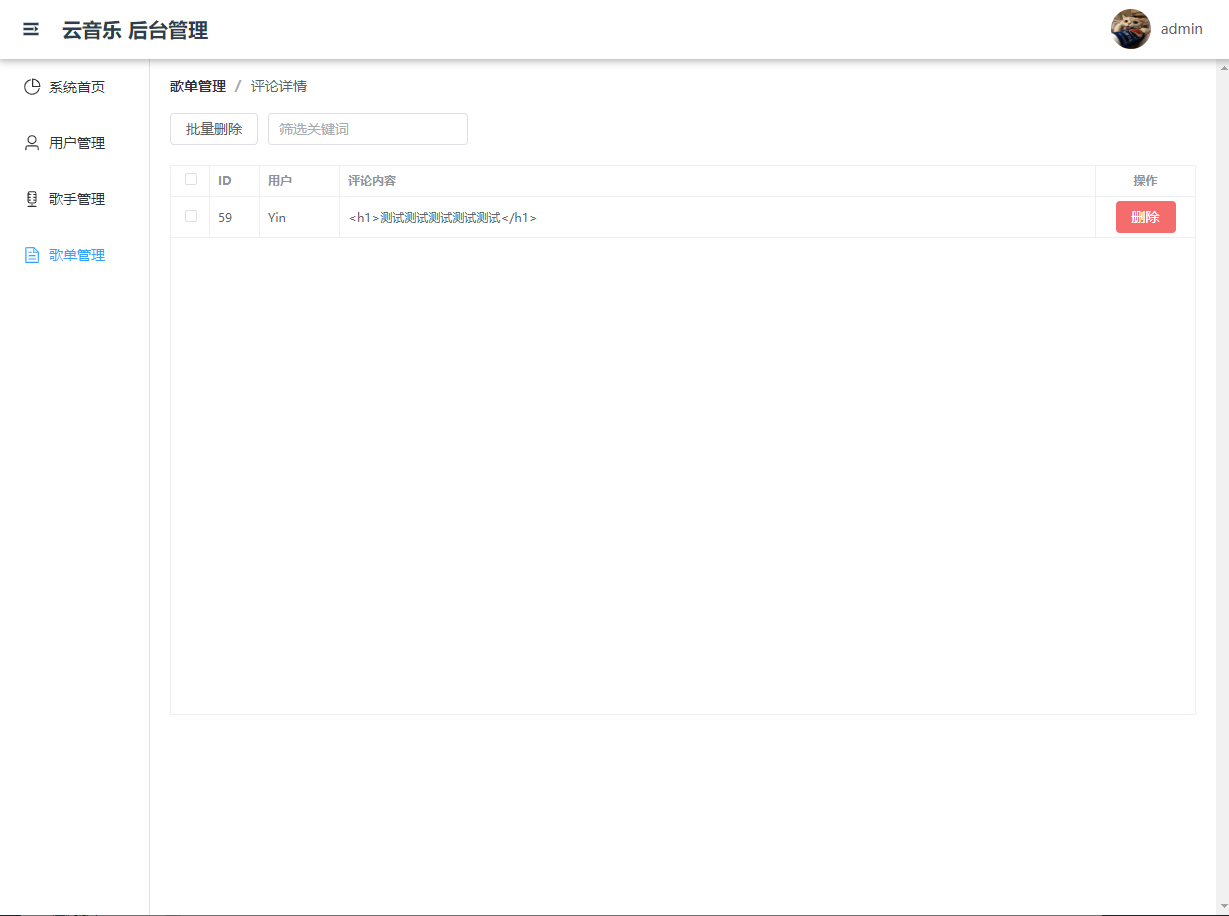 云音乐 后台管理
admin
系统首页
用户管理
歌手管理
歌单管理
歌单管理 / 评论详情
批量删除 筛选关键词
ID 用户 评论内容 操作
59 Yin <h1>测试测试测试测试测试</h1> 删除